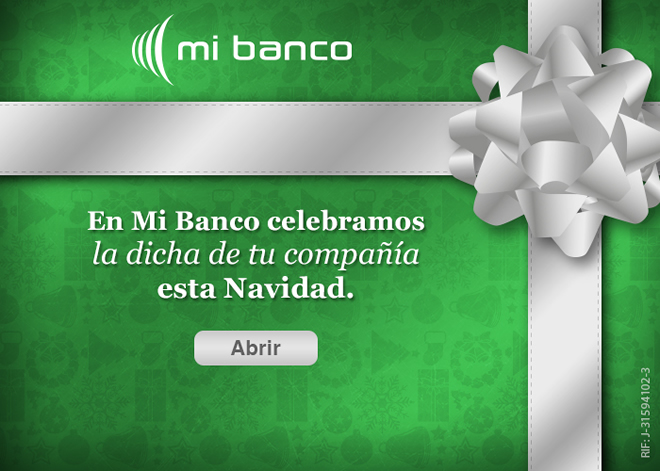 mi banco
En Mi Banco celebramos
la dicha de tu compañía
esta Navidad.
Abrir
RIF: J-31594102-3